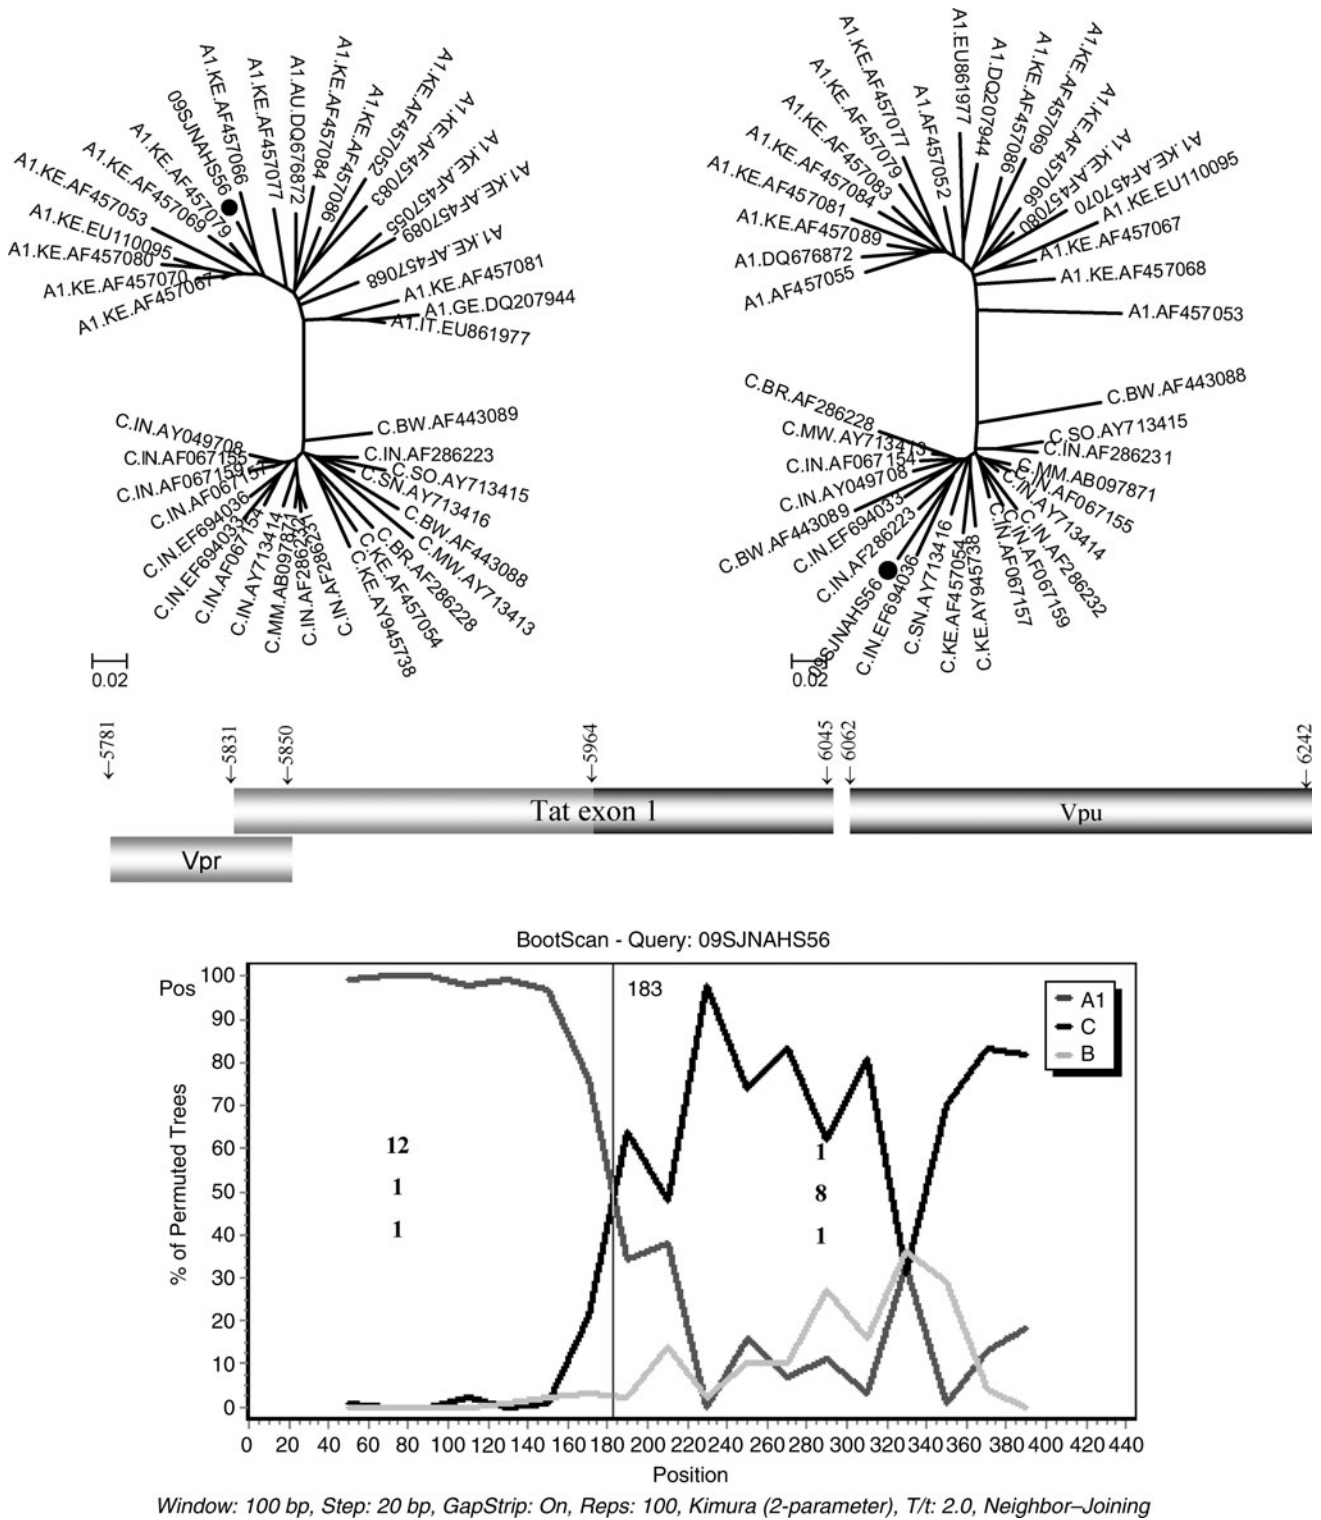 A1.KE.AF457066
09SJNAHS56
A1.KE.AF457079
A1.KE.AF457069
A1.KE.AF457053
A1.KE.EU110095
A1.KE.AF457080
A1.KE.AF457070
A1.KE.AF457067
A1.KE.AF457077
A1.AU.DQ676872
A1.KE.AF457084
A1.KE.AF457086
A1.KE.AF457052
A1.KE.AF457083
A1.KE.AF457055
A1.KE.AF457089
A1.KE.AF457088
A1.KE.AF457081
A1.GE.DQ207944
A1.IT.EU861977
C.BW.AF443089
C.IN.AF286223
C.SO.AY713415
C.SN.AY713416
C.BW.AF443088
C.MW.AY713413
C.BR.AF286228
C.KE.AF457054
C.KE.AY945738
C.IN.AF286231
C.IN.AF286232
C.MM.AB097871
C.IN.AY713414
C.IN.AF067154
C.IN.EF694033
C.IN.EF694036
C.IN.AF067157
C.IN.AF067159
C.IN.AF067155
C.IN.AY049708
0.02
A1.EU861977
A1.DQ207944
A1.KE.AF457086
A1.KE.AF457069
A1.KE.AF457066
A1.KE.AF457080
A1.KE.AF457070
A1.KE.EU110095
A1.KE.AF457067
A1.KE.AF457068
A1.AF457053
A1.AF457052
A1.KE.AF457077
A1.KE.AF457079
A1.KE.AF457083
A1.KE.AF457084
A1.KE.AF457081
A1.KE.AF457089
A1.DQ676872
A1.AF457055
C.BW.AF443088
C.SO.AY713415
C.IN.AF286231
C.MM.AB097871
C.IN.AF067155
C.IN.AY713414
C.IN.AF286232
C.IN.AF067159
C.IN.AF067157
C.KE.AY945738
C.KE.AF457054
C.SN.AY713416
C.IN.EF694036
09SJNAHS56
C.IN.AF286223
C.IN.EF694033
C.BW.AF443089
C.IN.AY049708
C.IN.AF067154
C.MW.AY713413
C.BR.AF286228
0.02
←5781
←5831
←5850
←5964
←6045
←6062
←6242
Tat exon 1
Vpu
Vpr
BootScan - Query: 09SJNAHS56
Pos
183
A1
C
B
% of Permuted Trees
100
90
80
70
60
50
40
30
20
10
0
12
1
1
1
8
1
0 20 40 60 80 100 120 140 160 180 200 220 240 260 280 300 320 340 360 380 400 420 440
Position
Window: 100 bp, Step: 20 bp, GapStrip: On, Reps: 100, Kimura (2-parameter), T/t: 2.0, Neighbor–Joining